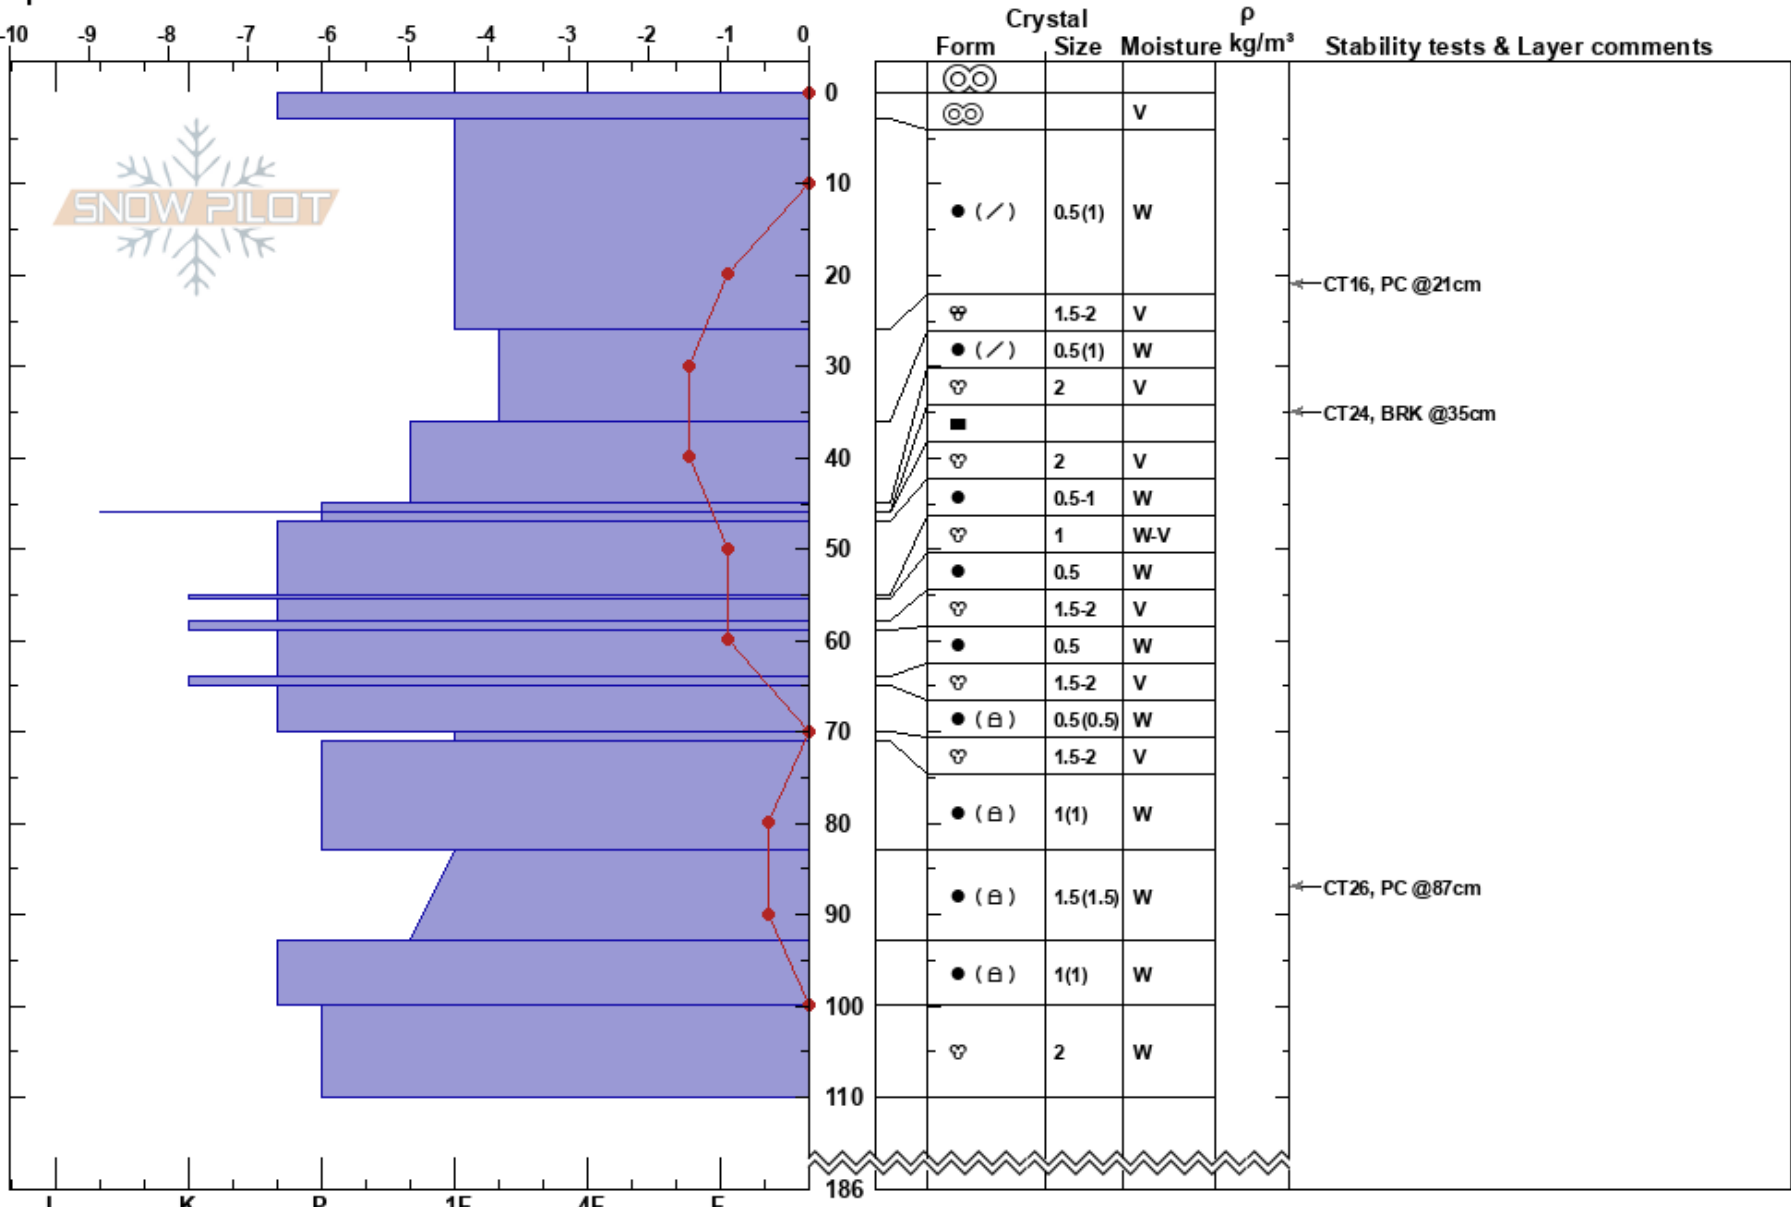 Crystal ρ
-10 -9 -8 -7 -6 -5 -4 -3 -2 -1 0 Form Size Moisture kg/m³ Stability tests & Layer comments
0
V
SNOW PILOT
10
0.5(1) W
20
CT16, PC @21cm
1.5-2 V
0.5(1) W
30
2 V
CT24, BRK @35cm
40
2 V
0.5-1 W
1 W-V
50
0.5 W
1.5-2 V
60
0.5 W
1.5-2 V
0.5(0.5) W
70
1.5-2 V
80
1(1) W
CT26, PC @87cm
1.5(1.5) W
90
1(1) W
100
2 W
110
186
I K P 1F 4F F